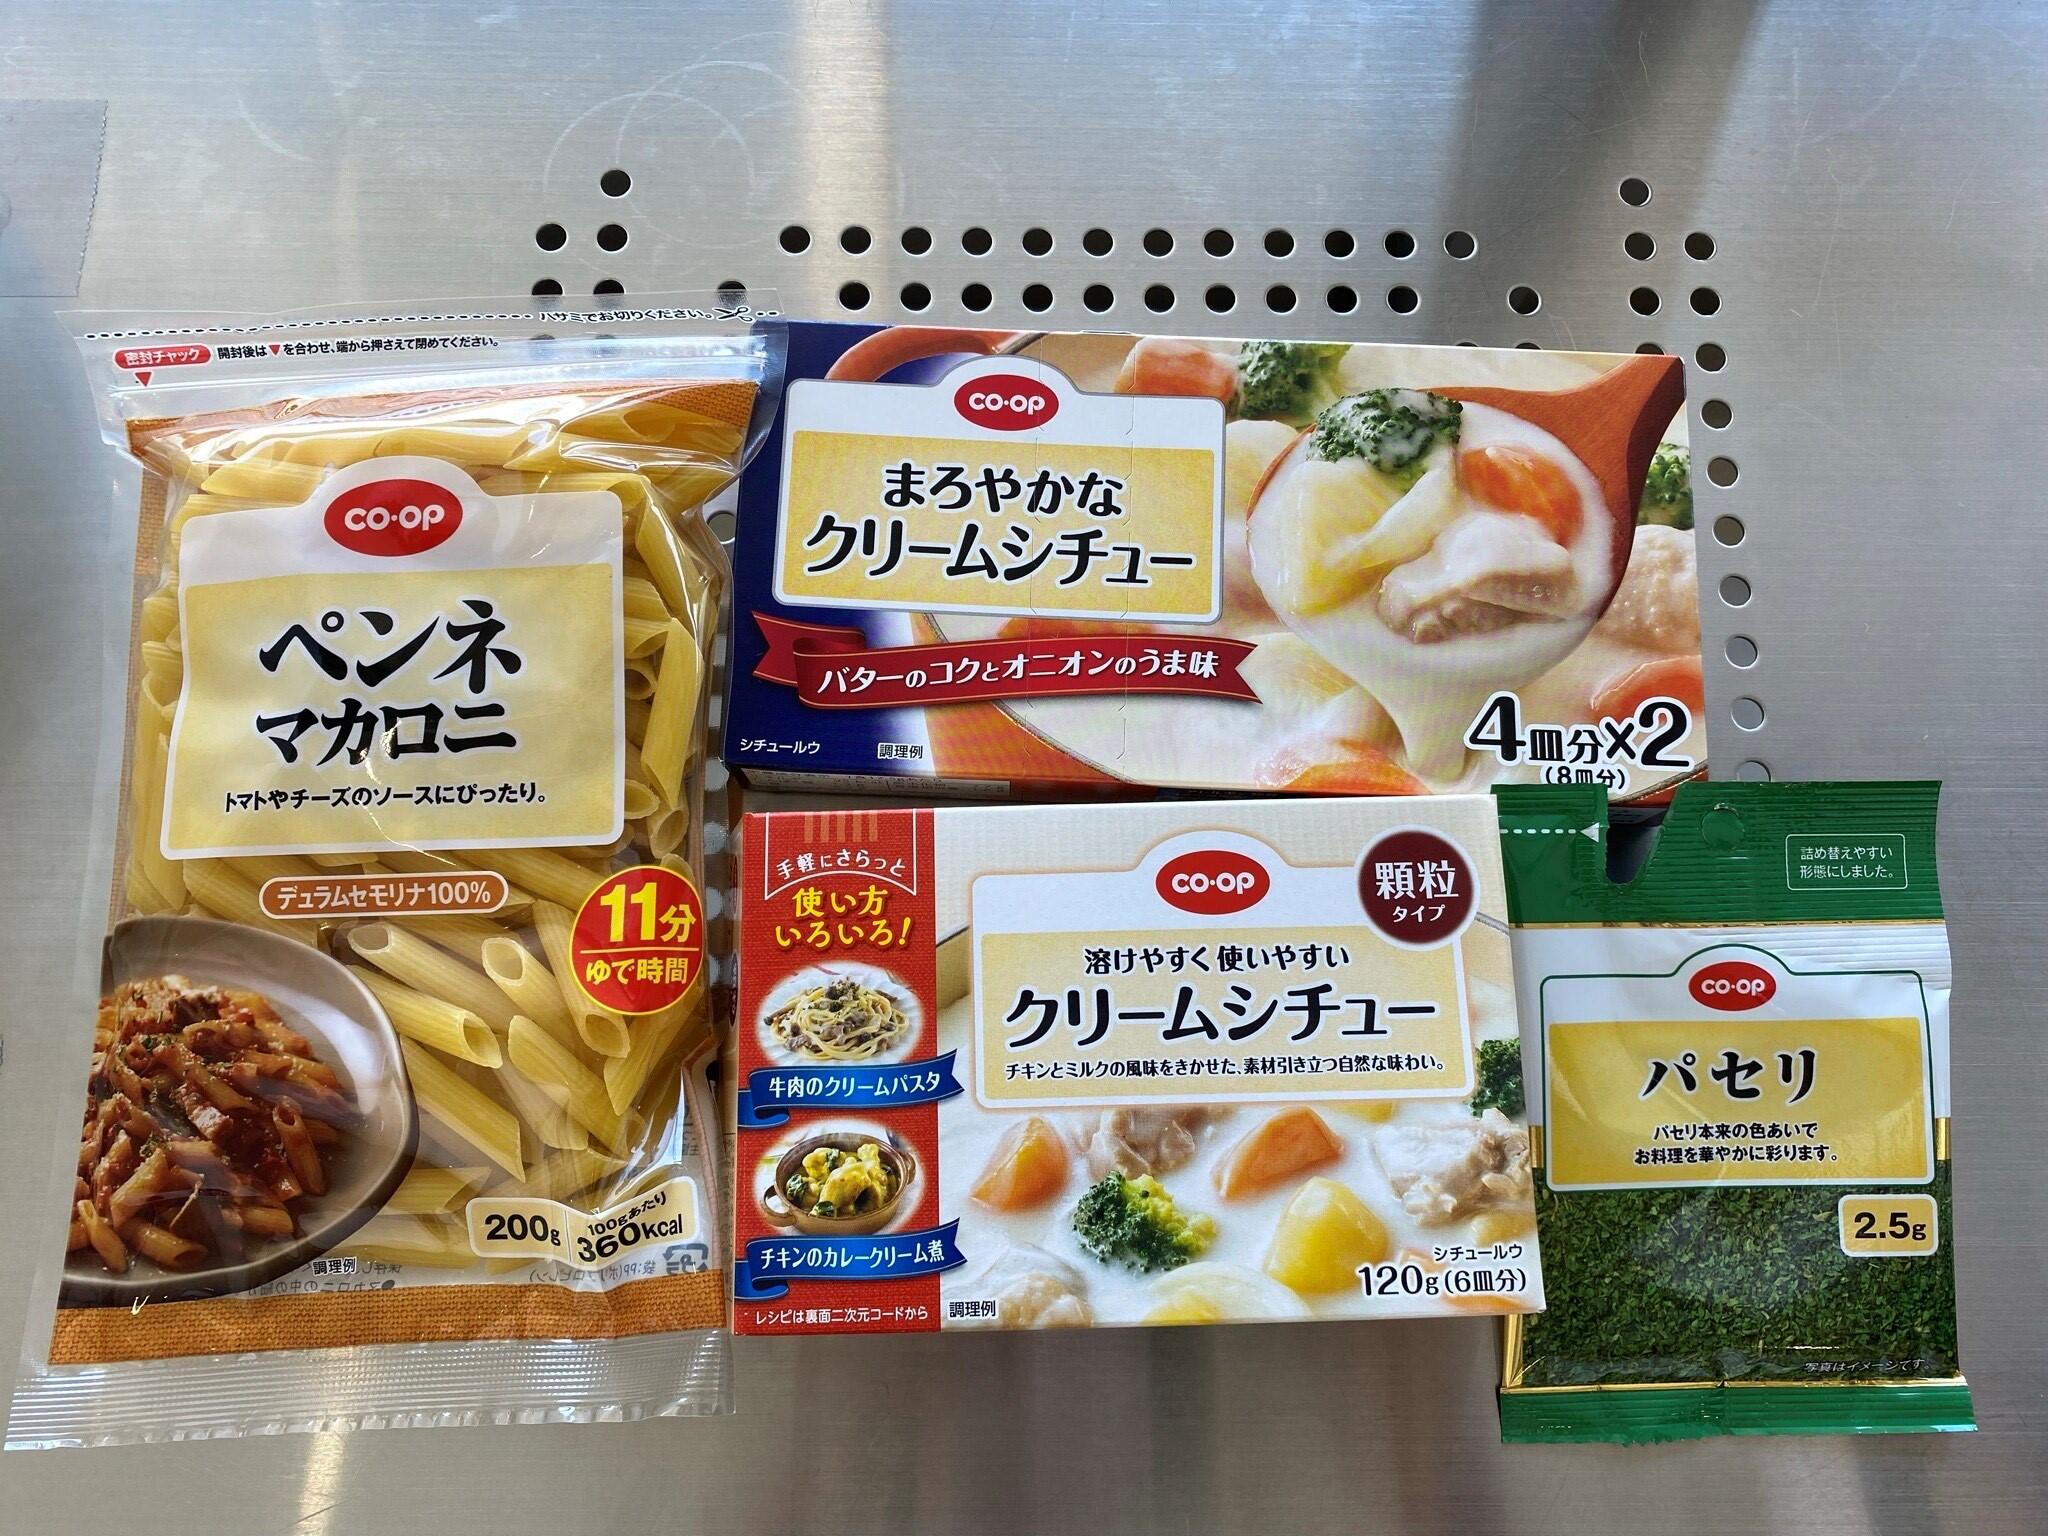 ハサミでお切りください。
密封チャック 開封後は▼を合わせ、端から押さえて閉めてください。
CO·OP
ペンネ
マカロニ
トマトやチーズのソースにぴったり。
デュラムセモリナ100%
11分
ゆで時間
200g
100gあたり
360kcal
調理例
CO·OP
まろやかな
クリームシチュー
バターのコクとオニオンのうま味
シチュールウ
調理例
4皿分×2
(8皿分)
手軽にさらっと
使い方
いろいろ!
牛肉のクリームパスタ
チキンのカレークリーム煮
レシピは裏面二次元コードから
CO·OP
顆粒
タイプ
溶けやすく使いやすい
クリームシチュー
チキンとミルクの風味をきかせた、素材引き立つ自然な味わい。
シチュールウ
120g(6皿分)
調理例
詰め替えやすい
形態にしました。
CO·OP
パセリ
パセリ本来の色あいで
お料理を華やかに彩ります。
2.5g
写真はイメージです